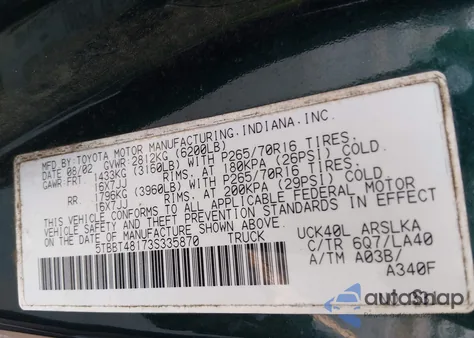 MFD.BY: TOYOTA MOTOR MANUFACTURING.INDIANA.INC.
DATE 08/02 GVWR 2812KG (6200LB)
GAWR:FRT. 1433KG (3160LB) WITH P265/70R16 TIRES.
16X7JJ RIMS. AT 180KPA (26PSI) COLD.
RR. 1796KG (3960LB) WITH P265/70R16 TIRES.
16X7JJ RIMS. AT 200KPA (29PSI) COLD.
THIS VEHICLE CONFORMS TO ALL APPLICABLE FEDERAL MOTOR
VEHICLE SAFETY AND THEFT PREVENTION STANDARDS IN EFFECT
ON THE DATE OF MANUFACTURE SHOWN ABOVE.
5TBBT48173S335870 TRUCK
UCK40L ARSLKA
C/TR 6Q7/LA40
A/TM A03B/
A340F
autoSnap